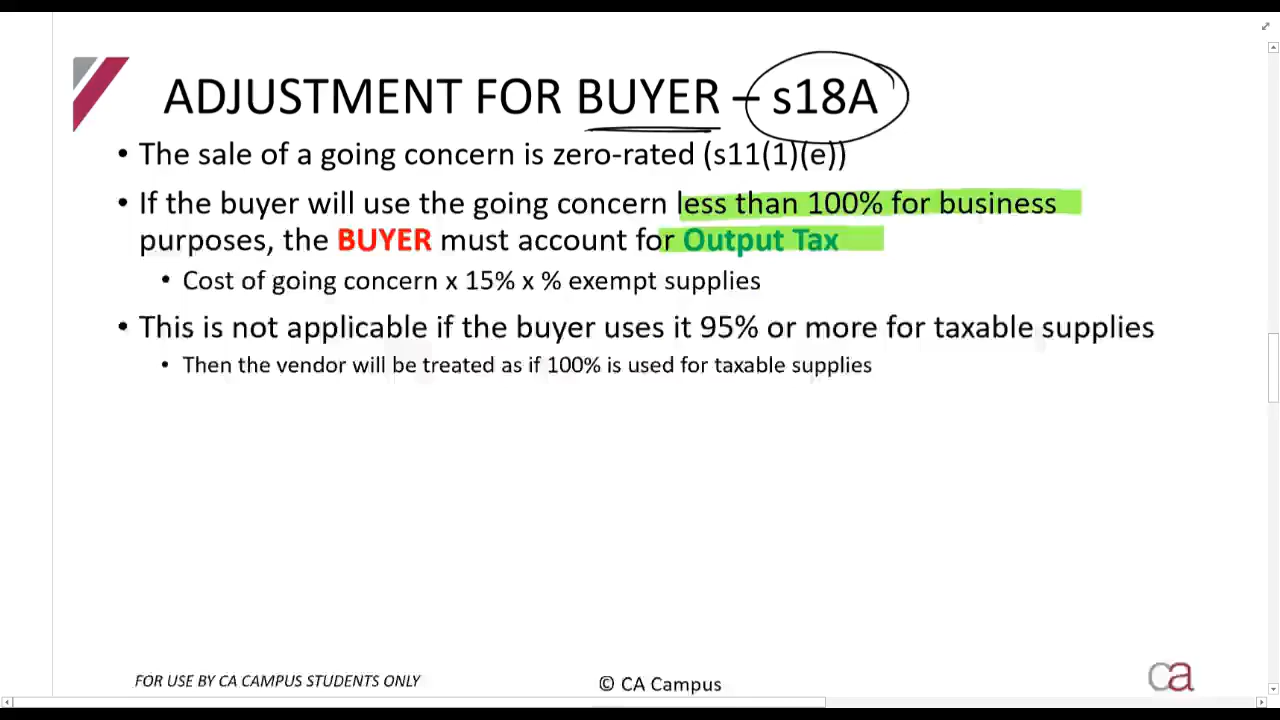 ADJUSTMENT FOR BUYER – s18A
• The sale of a going concern is zero-rated (s11(1)(e))
• If the buyer will use the going concern less than 100% for business
purposes, the BUYER must account for Output Tax
• Cost of going concern x 15% x % exempt supplies
• This is not applicable if the buyer uses it 95% or more for taxable supplies
• Then the vendor will be treated as if 100% is used for taxable supplies
FOR USE BY CA CAMPUS STUDENTS ONLY
© CA Campus
ca